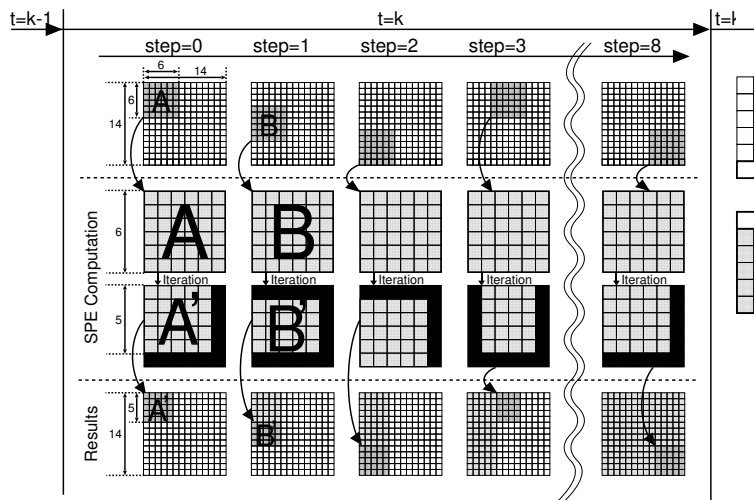 t=k-1
t=k
step=0
step=1
step=2
step=3
step=8
6
14
6
14
A
B
6
A
B
SPE Computation
Iteration
Iteration
Iteration
Iteration
Iteration
5
A'
B'
Results
5
14
A'
B'